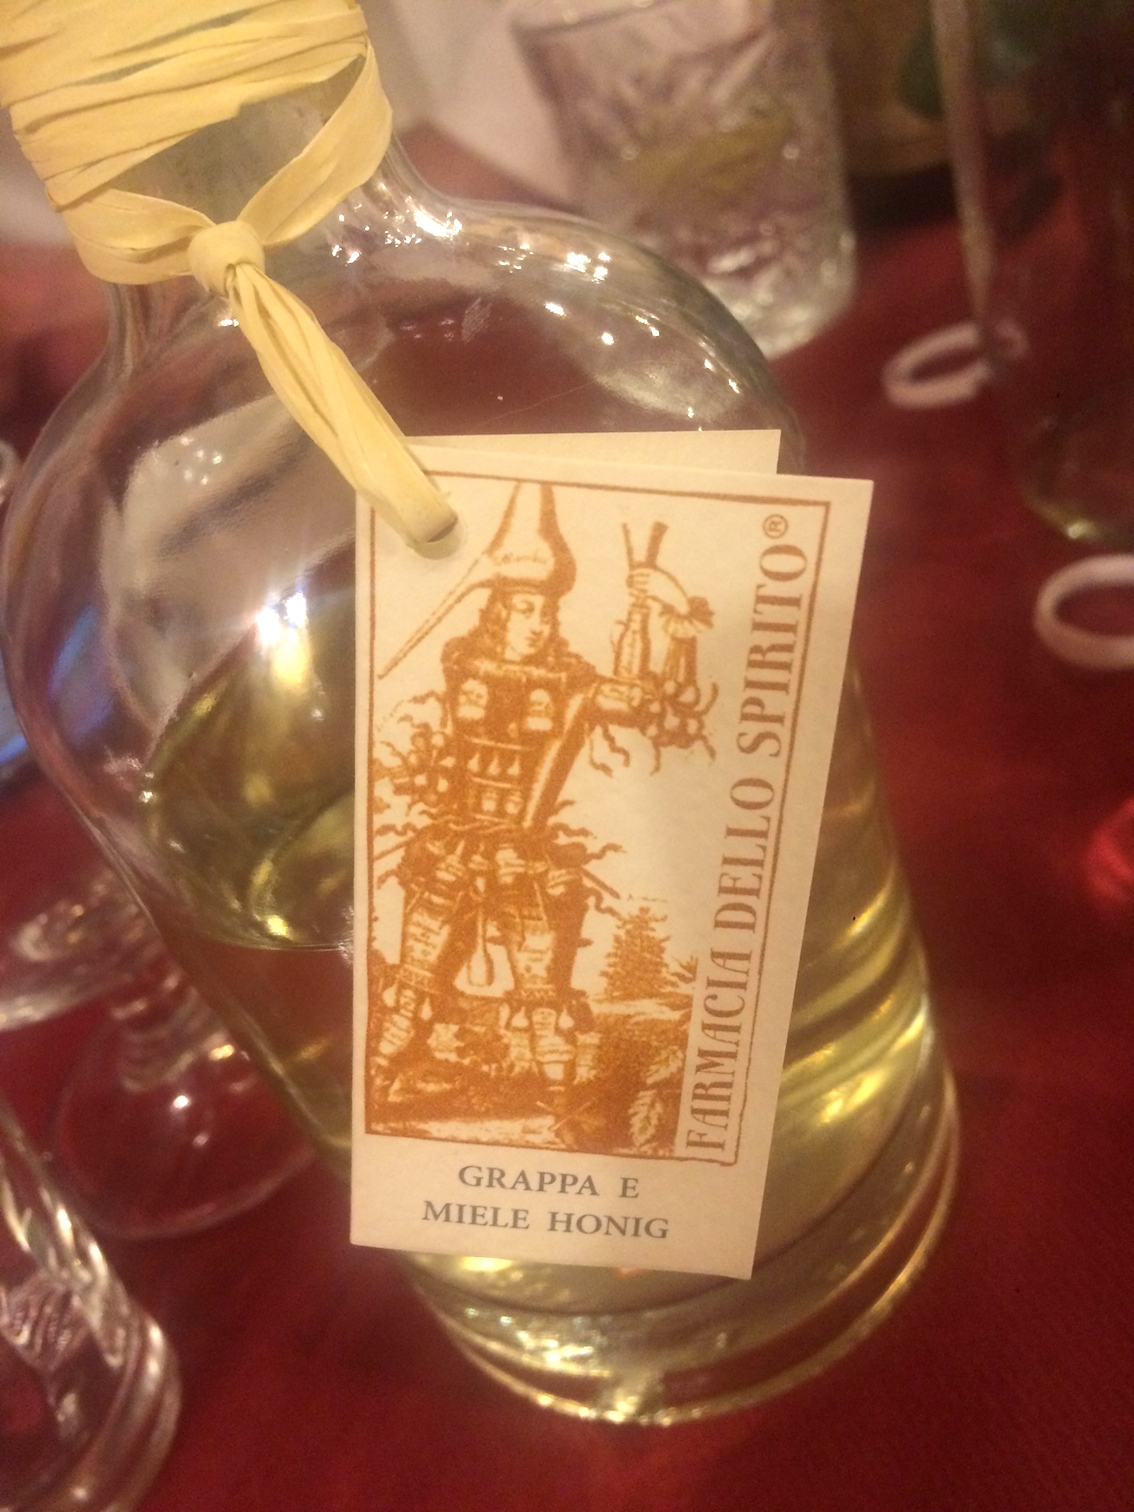 FARMACIA DELLO SPIRITO®
GRAPPA E
MIELE HONIG